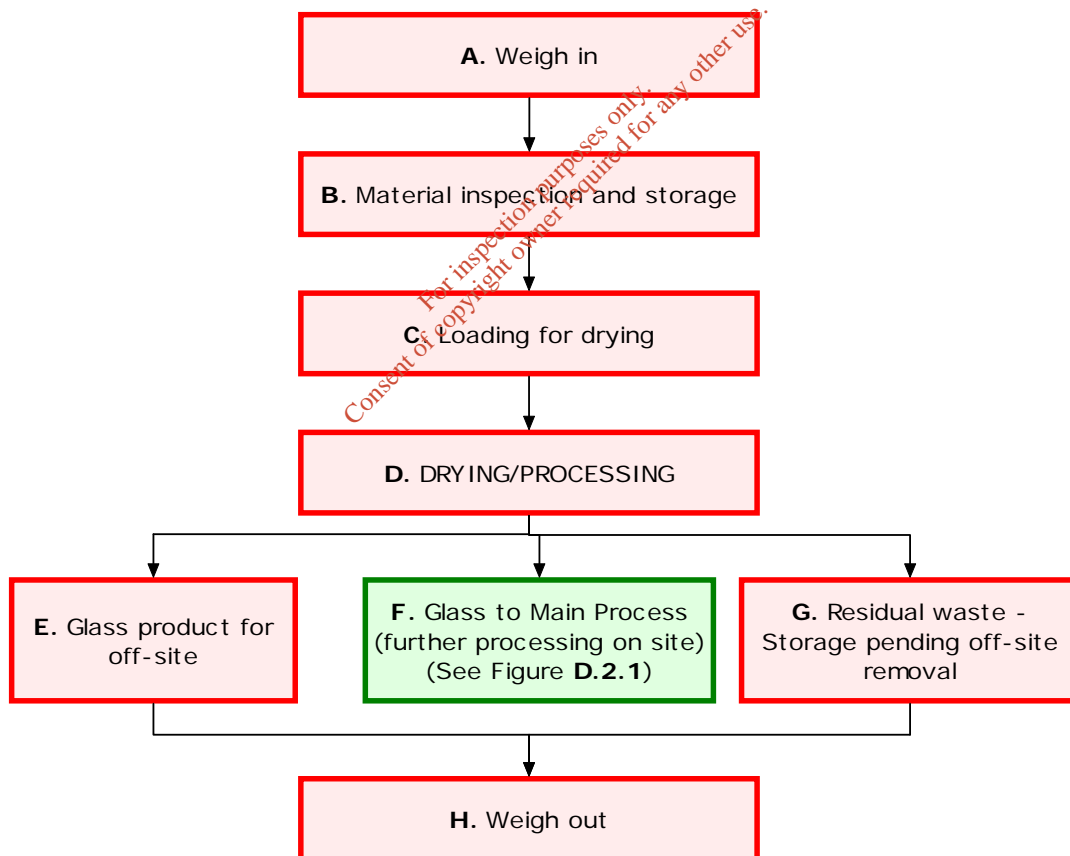 A. Weigh in
B. Material inspection and storage
C. Loading for drying
D. DRYING/PROCESSING
E. Glass product for
off-site
F. Glass to Main Process
(further processing on site)
(See Figure D.2.1)
G. Residual waste -
Storage pending off-site
removal
H. Weigh out
For inspection purposes only.
Consent of copyright owner required for any other use.